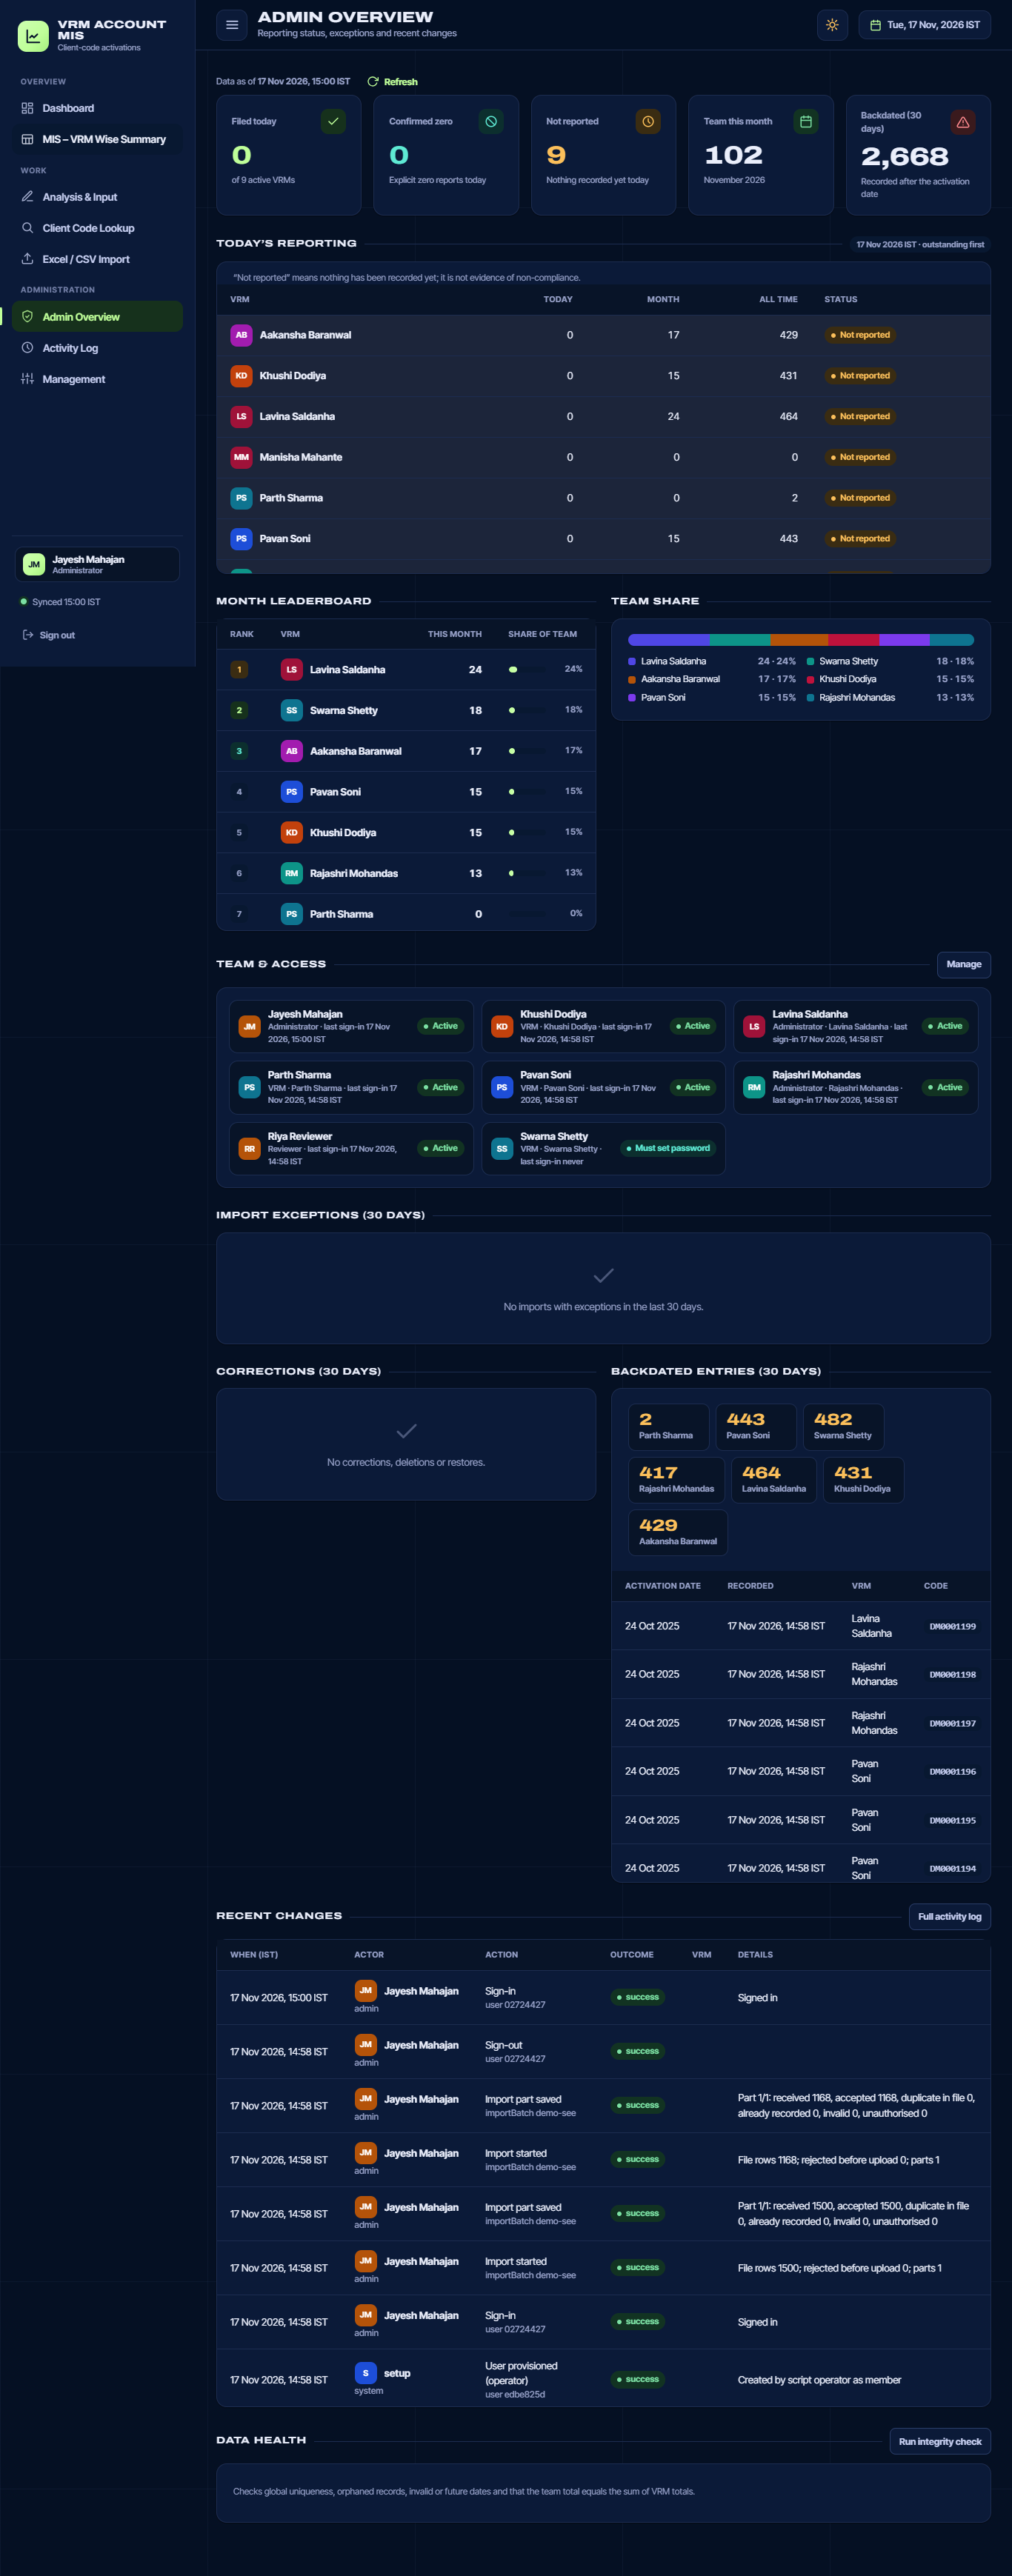 VRM ACCOUNT
MIS
Client-code activations
OVERVIEW
Dashboard
MIS – VRM Wise Summary
WORK
Analysis & Input
Client Code Lookup
Excel / CSV Import
ADMINISTRATION
Admin Overview
Activity Log
Management
JM
Jayesh Mahajan
Administrator
Synced 15:00 IST
Sign out
ADMIN OVERVIEW
Reporting status, exceptions and recent changes
Tue, 17 Nov, 2026 IST
Data as of 17 Nov 2026, 15:00 IST
Refresh
Filed today
0
of 9 active VRMs
Confirmed zero
0
Explicit zero reports today
Not reported
9
Nothing recorded yet today
Team this month
102
November 2026
Backdated (30
days)
2,668
Recorded after the activation
date
TODAY'S REPORTING
17 Nov 2026 IST · outstanding first
"Not reported" means nothing has been recorded yet; it is not evidence of non-compliance.
VRM TODAY MONTH ALL TIME STATUS
AB Aakansha Baranwal 0 17 429 Not reported
KD Khushi Dodiya 0 15 431 Not reported
LS Lavina Saldanha 0 24 464 Not reported
MM Manisha Mahante 0 0 0 Not reported
PS Parth Sharma 0 0 2 Not reported
PS Pavan Soni 0 15 443 Not reported
MONTH LEADERBOARD
RANK VRM THIS MONTH SHARE OF TEAM
1 LS Lavina Saldanha 24 24%
2 SS Swarna Shetty 18 18%
3 AB Aakansha Baranwal 17 17%
4 PS Pavan Soni 15 15%
5 KD Khushi Dodiya 15 15%
6 RM Rajashri Mohandas 13 13%
7 PS Parth Sharma 0 0%
TEAM SHARE
Lavina Saldanha 24 · 24% Swarna Shetty 18 · 18%
Aakansha Baranwal 17 · 17% Khushi Dodiya 15 · 15%
Pavan Soni 15 · 15% Rajashri Mohandas 13 · 13%
TEAM & ACCESS
Manage
JM
Jayesh Mahajan
Administrator · last sign-in 17 Nov
2026, 15:00 IST
Active
KD
Khushi Dodiya
VRM · Khushi Dodiya · last sign-in 17
Nov 2026, 14:58 IST
Active
LS
Lavina Saldanha
Administrator · Lavina Saldanha · last
sign-in 17 Nov 2026, 14:58 IST
Active
PS
Parth Sharma
VRM · Parth Sharma · last sign-in 17
Nov 2026, 14:58 IST
Active
PS
Pavan Soni
VRM · Pavan Soni · last sign-in 17 Nov
2026, 14:58 IST
Active
RM
Rajashri Mohandas
Administrator · Rajashri Mohandas ·
last sign-in 17 Nov 2026, 14:58 IST
Active
RR
Riya Reviewer
Reviewer · last sign-in 17 Nov 2026,
14:58 IST
Active
SS
Swarna Shetty
VRM · Swarna Shetty ·
last sign-in never
Must set password
IMPORT EXCEPTIONS (30 DAYS)
No imports with exceptions in the last 30 days.
CORRECTIONS (30 DAYS)
No corrections, deletions or restores.
BACKDATED ENTRIES (30 DAYS)
2
Parth Sharma
443
Pavan Soni
482
Swarna Shetty
417
Rajashri Mohandas
464
Lavina Saldanha
431
Khushi Dodiya
429
Aakansha Baranwal
ACTIVATION DATE RECORDED VRM CODE
24 Oct 2025 17 Nov 2026, 14:58 IST Lavina Saldanha DM0001199
24 Oct 2025 17 Nov 2026, 14:58 IST Rajashri Mohandas DM0001198
24 Oct 2025 17 Nov 2026, 14:58 IST Rajashri Mohandas DM0001197
24 Oct 2025 17 Nov 2026, 14:58 IST Pavan Soni DM0001196
24 Oct 2025 17 Nov 2026, 14:58 IST Pavan Soni DM0001195
24 Oct 2025 17 Nov 2026, 14:58 IST Pavan Soni DM0001194
RECENT CHANGES
Full activity log
WHEN (IST) ACTOR ACTION OUTCOME VRM DETAILS
17 Nov 2026, 15:00 IST JM Jayesh Mahajan admin Sign-in user 02724427 success Signed in
17 Nov 2026, 14:58 IST JM Jayesh Mahajan admin Sign-out user 02724427 success
17 Nov 2026, 14:58 IST JM Jayesh Mahajan admin Import part saved importBatch demo-see success Part 1/1: received 1168, accepted 1168, duplicate in file 0, already recorded 0, invalid 0, unauthorised 0
17 Nov 2026, 14:58 IST JM Jayesh Mahajan admin Import started importBatch demo-see success File rows 1168; rejected before upload 0; parts 1
17 Nov 2026, 14:58 IST JM Jayesh Mahajan admin Import part saved importBatch demo-see success Part 1/1: received 1500, accepted 1500, duplicate in file 0, already recorded 0, invalid 0, unauthorised 0
17 Nov 2026, 14:58 IST JM Jayesh Mahajan admin Import started importBatch demo-see success File rows 1500; rejected before upload 0; parts 1
17 Nov 2026, 14:58 IST JM Jayesh Mahajan admin Sign-in user 02724427 success Signed in
17 Nov 2026, 14:58 IST S setup system User provisioned (operator) user edbe825d success Created by script operator as member
DATA HEALTH
Run integrity check
Checks global uniqueness, orphaned records, invalid or future dates and that the team total equals the sum of VRM totals.